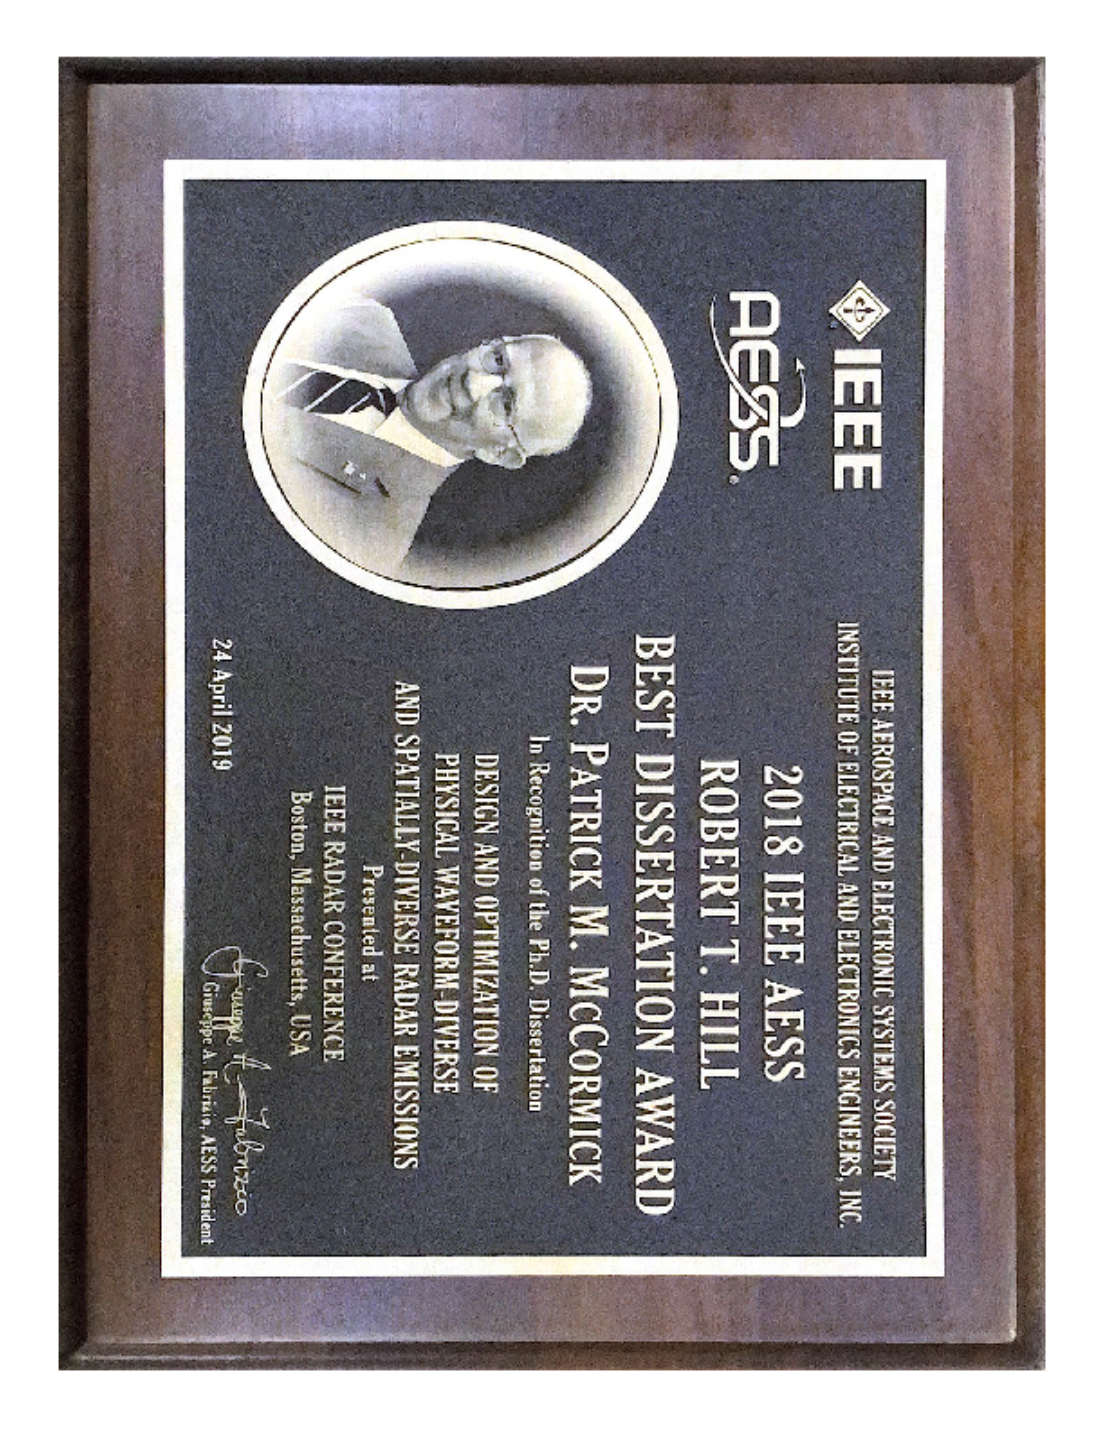 IEEE
AESS
IEEE AEROSPACE AND ELECTRONIC SYSTEMS SOCIETY
INSTITUTE OF ELECTRICAL AND ELECTRONICS ENGINEERS, INC.
2018 IEEE AESS
ROBERT T. HILL
BEST DISSERTATION AWARD
DR. PATRICK M. MCCORMICK
In Recognition of the Ph.D. Dissertation
DESIGN AND OPTIMIZATION OF
PHYSICAL WAVEFORM-DIVERSE
AND SPATIALLY-DIVERSE RADAR EMISSIONS
Presented at
IEEE RADAR CONFERENCE
Boston, Massachusetts, USA
24 April 2019
Giuseppe A. Fabrizio
Giuseppe A. Fabrizio, AESS President